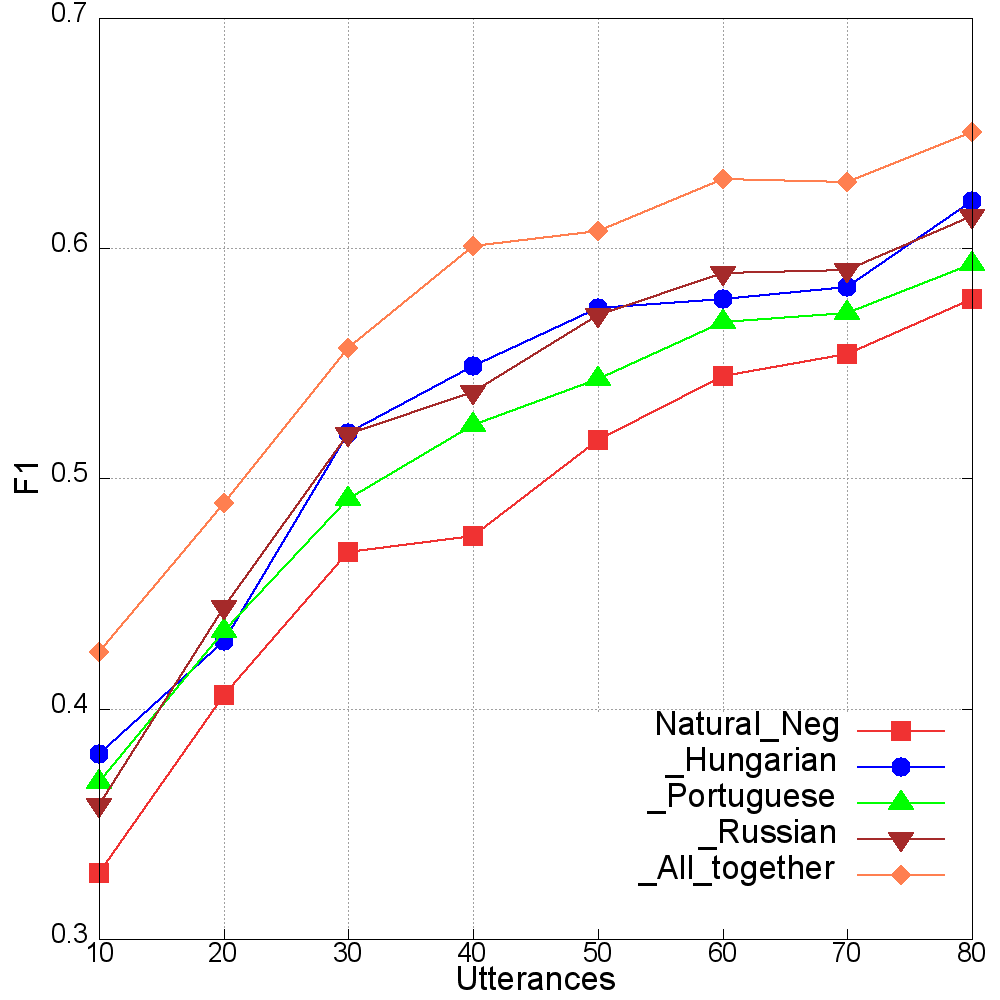 0.7
0.6
0.5
0.4
0.3
F1
Natural_Neg
_Hungarian
_Portuguese
_Russian
_All_together
10 20 30 40 50 60 70 80
Utterances